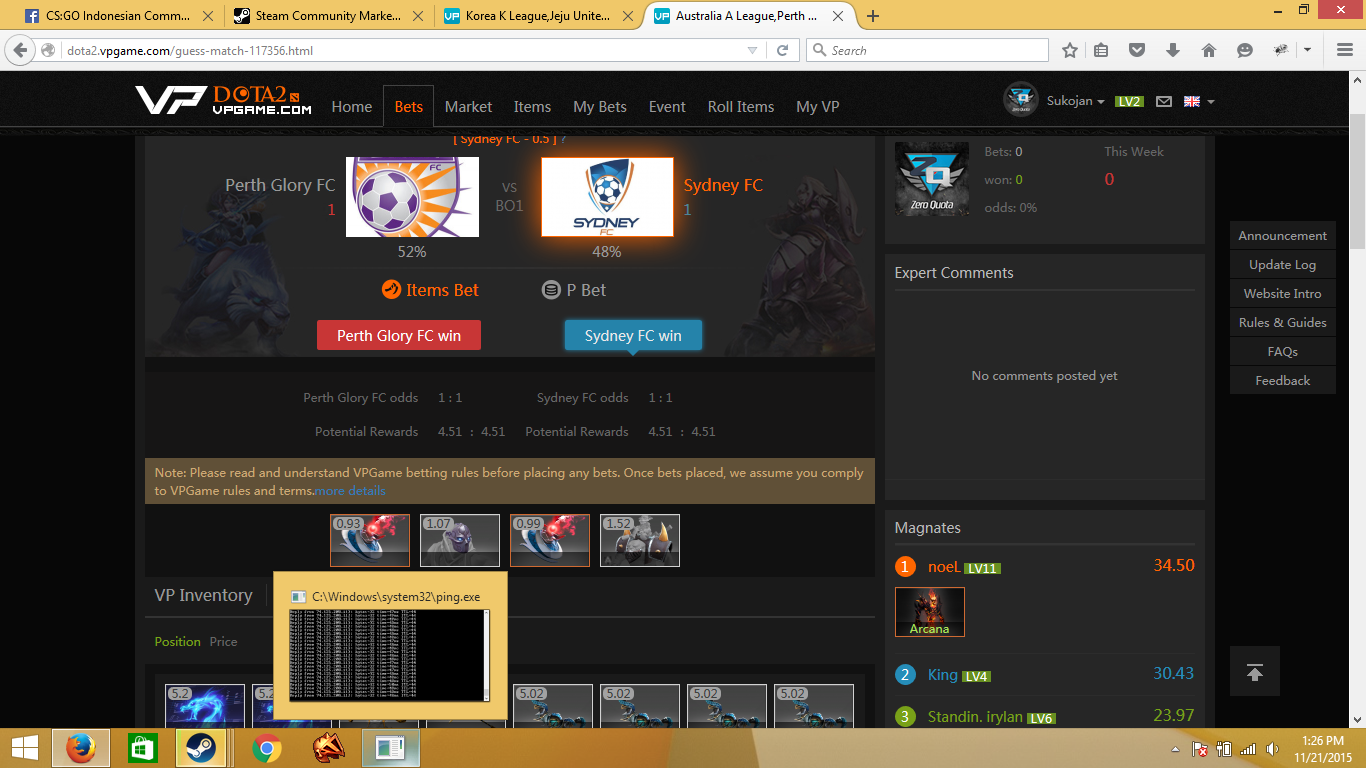 CS:GO Indonesian Comm...
Steam Community Marke...
Korea K League,Jeju Unite...
Australia A League,Perth ...
dota2.vpgame.com/guess-match-117356.html
Search
VP DOTA2
VPGAME.COM
Home Bets Market Items My Bets Event Roll Items My VP
Sukojan LV2
[ Sydney FC - 0.5 ] ?
Perth Glory FC
1
FC
VS
BO1
SYDNEY
FC
Sydney FC
1
52%
48%
Items Bet
P Bet
Perth Glory FC win
Sydney FC win
Perth Glory FC odds 1 : 1 Sydney FC odds 1 : 1
Potential Rewards 4.51 : 4.51 Potential Rewards 4.51 : 4.51
Note: Please read and understand VPGame betting rules before placing any bets. Once bets placed, we assume you comply
to VPGame rules and terms.more details
0.93 1.07 0.99 1.52
VP Inventory
Position Price
C:\Windows\system32\ping.exe
5.2 5.02 5.02 5.02 5.02
Zero Quota
Bets: 0
won: 0
odds: 0%
This Week
0
Expert Comments
No comments posted yet
Magnates
1 noeL LV11 34.50
Arcana
2 King LV4 30.43
3 Standin. irylan LV6 23.97
Announcement
Update Log
Website Intro
Rules & Guides
FAQs
Feedback
1:26 PM
11/21/2015